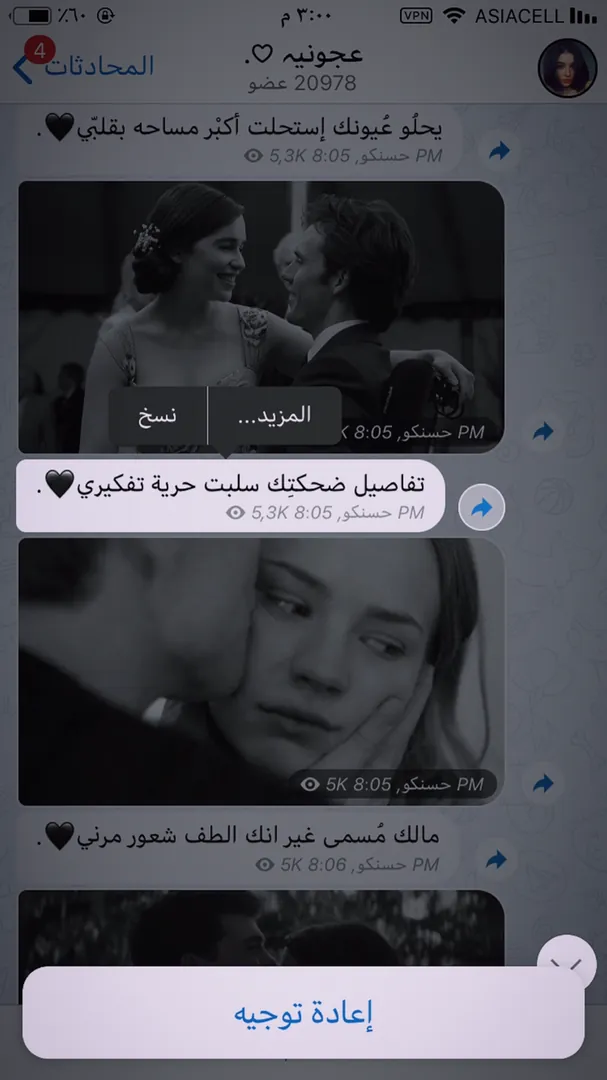 ٪٦٠ ٣:٠٠ م VPN ASIACELL
4 المحادثات
عجونيہ ♡.
20978 عضو
يحلُو عُيونك إستحلت أكبْر مساحه بقلبّي🖤.
5,3K حسنكو, 8:05 PM
نسخ المزيد...
K حسنكو, 8:05 PM
تفاصيل ضحكتِك سلبت حرية تفكيري🖤.
5,3K حسنكو, 8:05 PM
5K حسنكو, 8:05 PM
مالك مُسمى غير انك الطف شعور مرني🖤.
5K حسنكو, 8:06 PM
إعادة توجيه